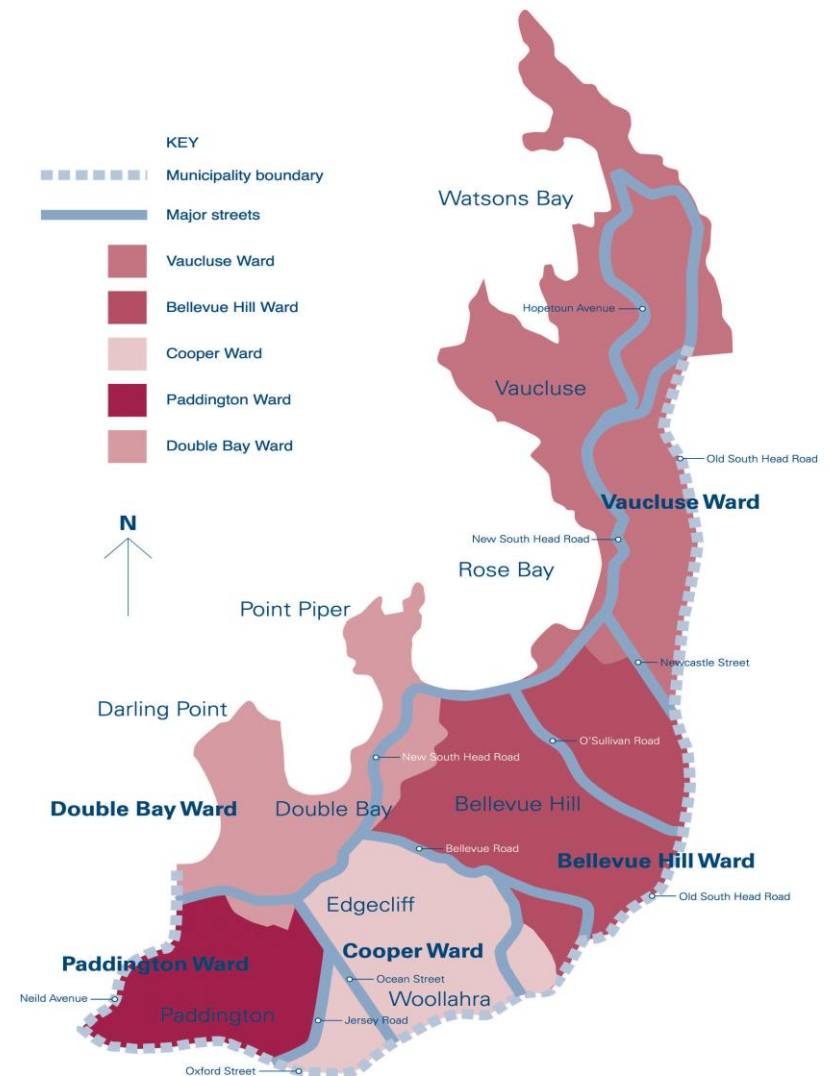 KEY
Municipality boundary
Major streets
Vaucluse Ward
Bellevue Hill Ward
Cooper Ward
Paddington Ward
Double Bay Ward
N
Watsons Bay
Hopetoun Avenue
Vaucluse
Old South Head Road
Vaucluse Ward
New South Head Road
Rose Bay
Point Piper
Newcastle Street
Darling Point
O'Sullivan Road
New South Head Road
Double Bay Ward
Double Bay
Bellevue Hill
Bellevue Road
Bellevue Hill Ward
Old South Head Road
Edgecliff
Cooper Ward
Paddington Ward
Ocean Street
Neild Avenue
Woollahra
Paddington
Jersey Road
Oxford Street